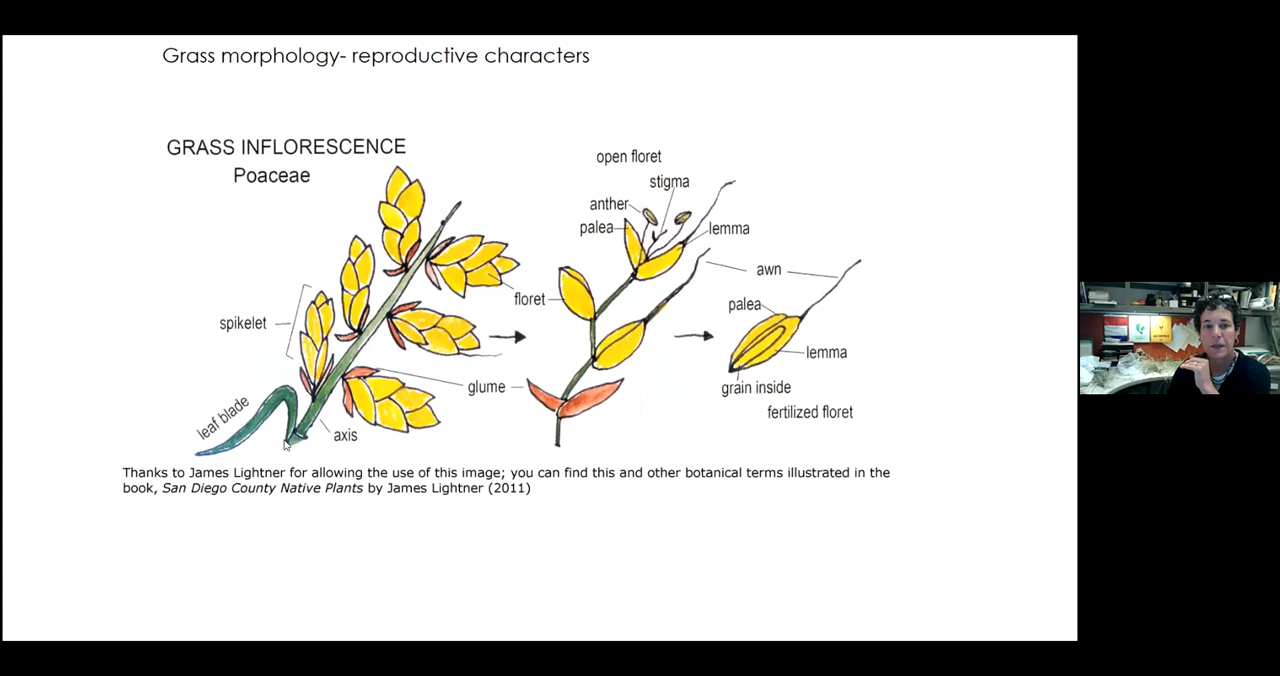 Grass morphology- reproductive characters
GRASS INFLORESCENCE
Poaceae
open floret
stigma
anther
palea
lemma
awn
floret
spikelet
palea
lemma
glume
grain inside
fertilized floret
leaf blade
axis
Thanks to James Lightner for allowing the use of this image; you can find this and other botanical terms illustrated in the
book, San Diego County Native Plants by James Lightner (2011)